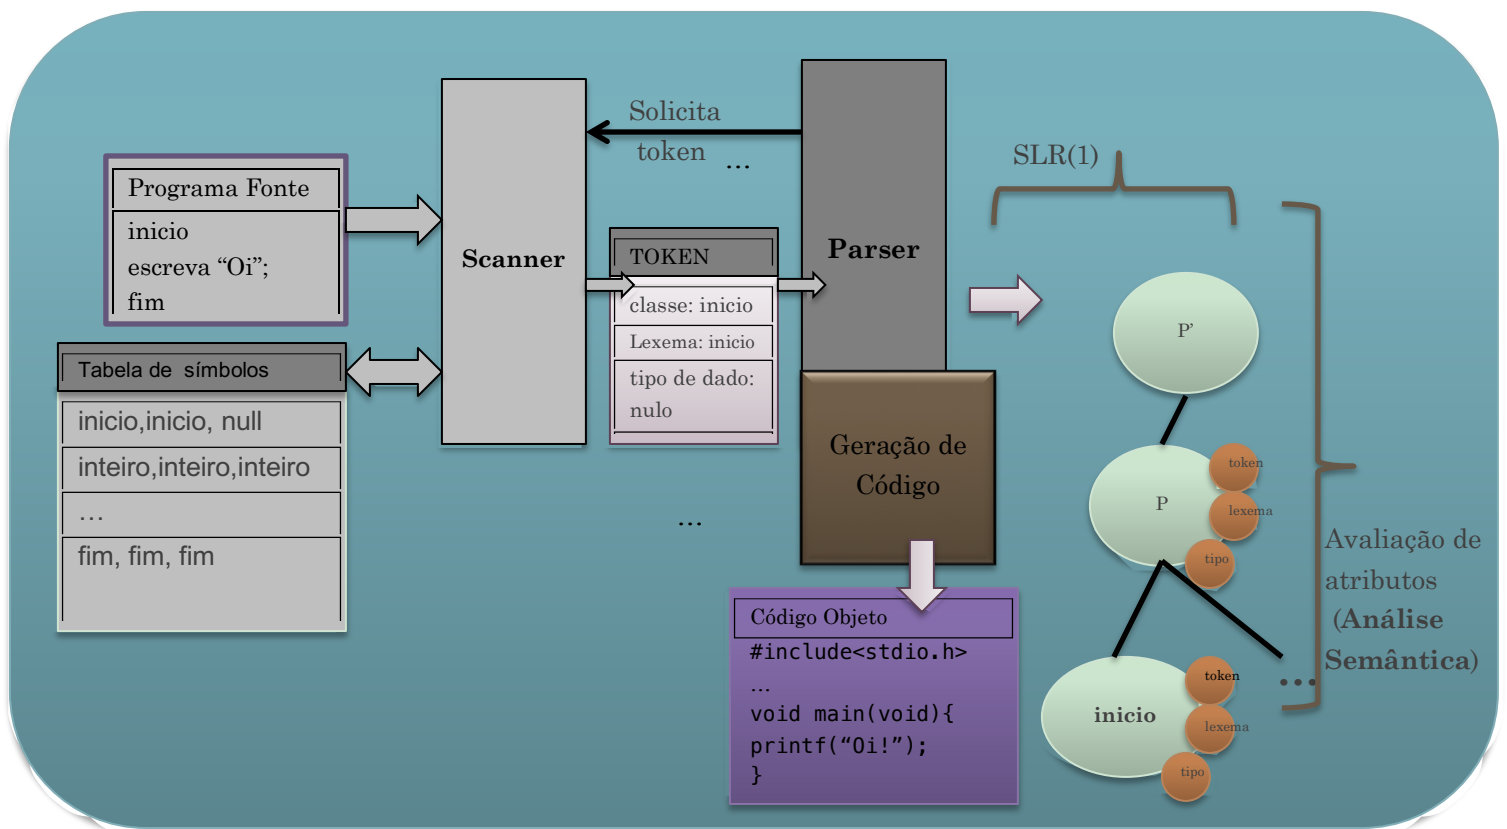 Programa Fonte
inicio
escreva “Oi”;
fim
Tabela de símbolos
inicio,inicio, null
inteiro,inteiro,inteiro
...
fim, fim, fim
Scanner
Solicita
token ...
TOKEN
classe: inicio
Lexema: inicio
tipo de dado:
nulo
...
Parser
Geração de
Código
Código Objeto
#include<stdio.h>
...
void main(void){
printf(“Oi!”);
}
SLR(1)
P’
P
token
lexema
tipo
inicio
token
lexema
tipo
...
Avaliação de
atributos
(Análise
Semântica)